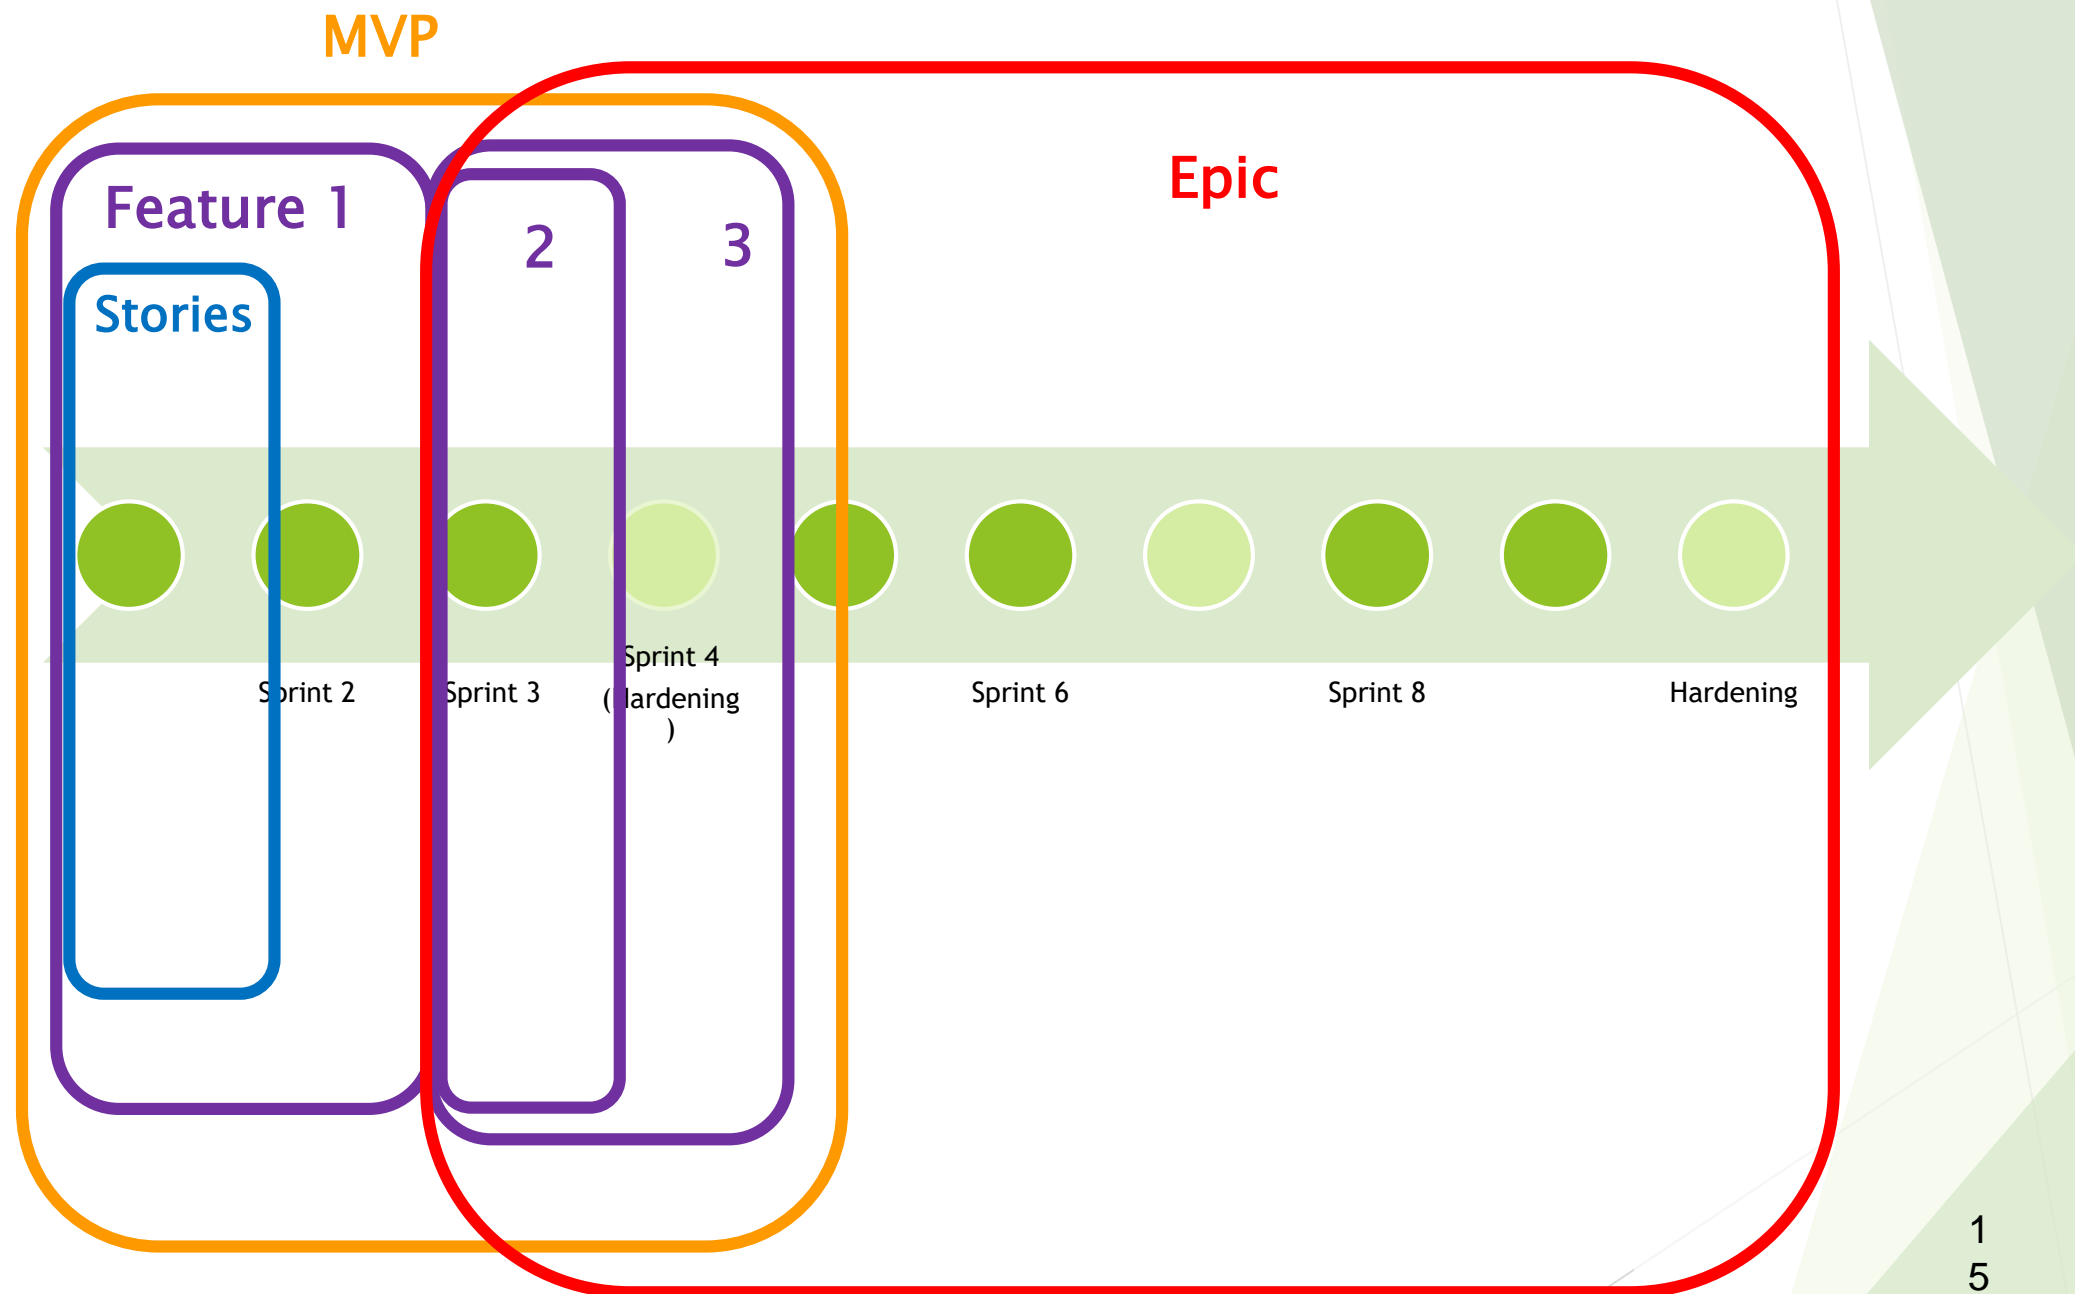 MVP
Epic
Feature 1
2
3
Stories
Sprint 2
Sprint 3
Sprint 4
(Hardening
)
Sprint 6
Sprint 8
Hardening
1
5